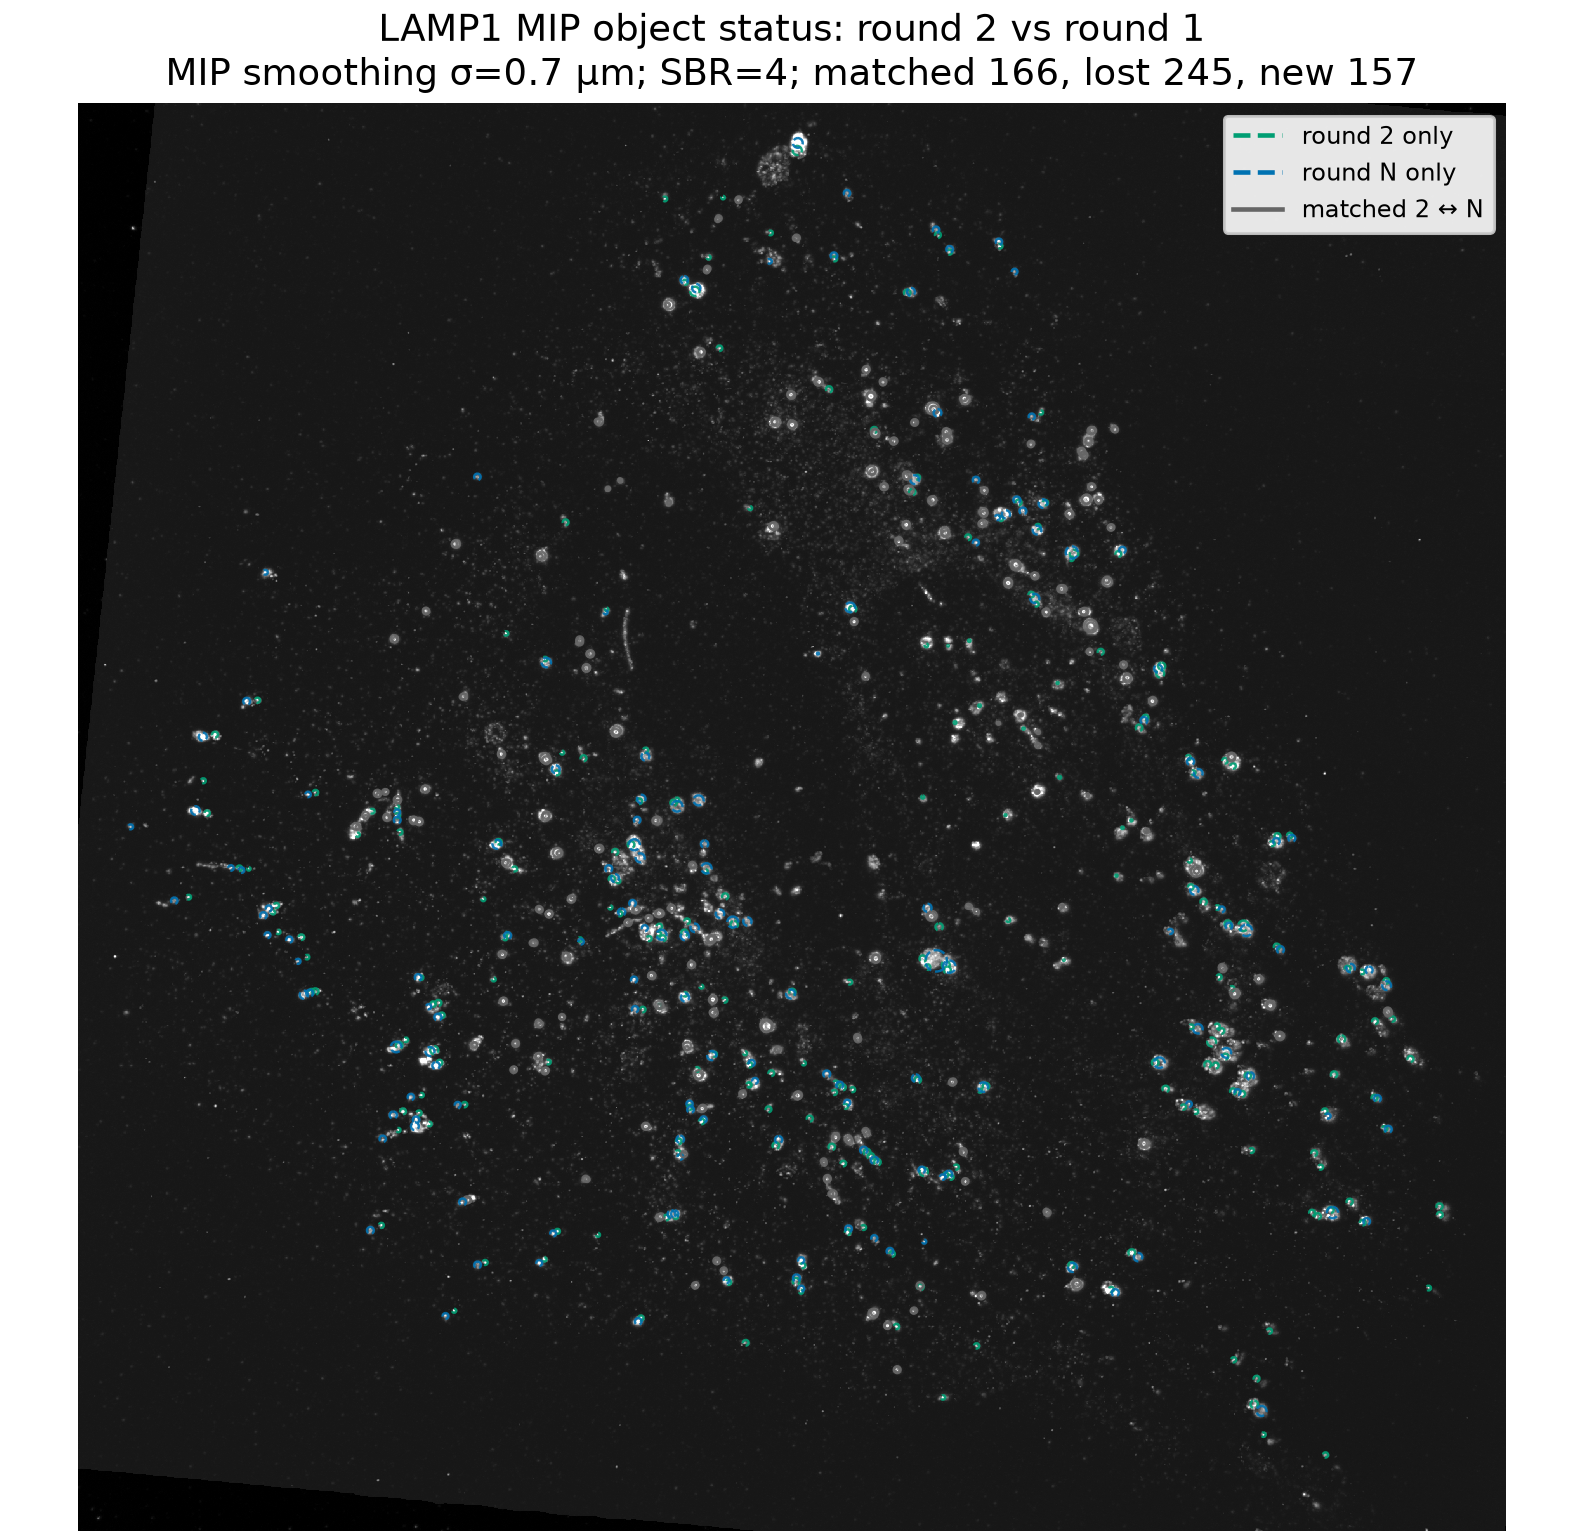 LAMP1 MIP object status: round 2 vs round 1
MIP smoothing σ=0.7 µm; SBR=4; matched 166, lost 245, new 157
round 2 only
round N only
matched 2 ↔ N